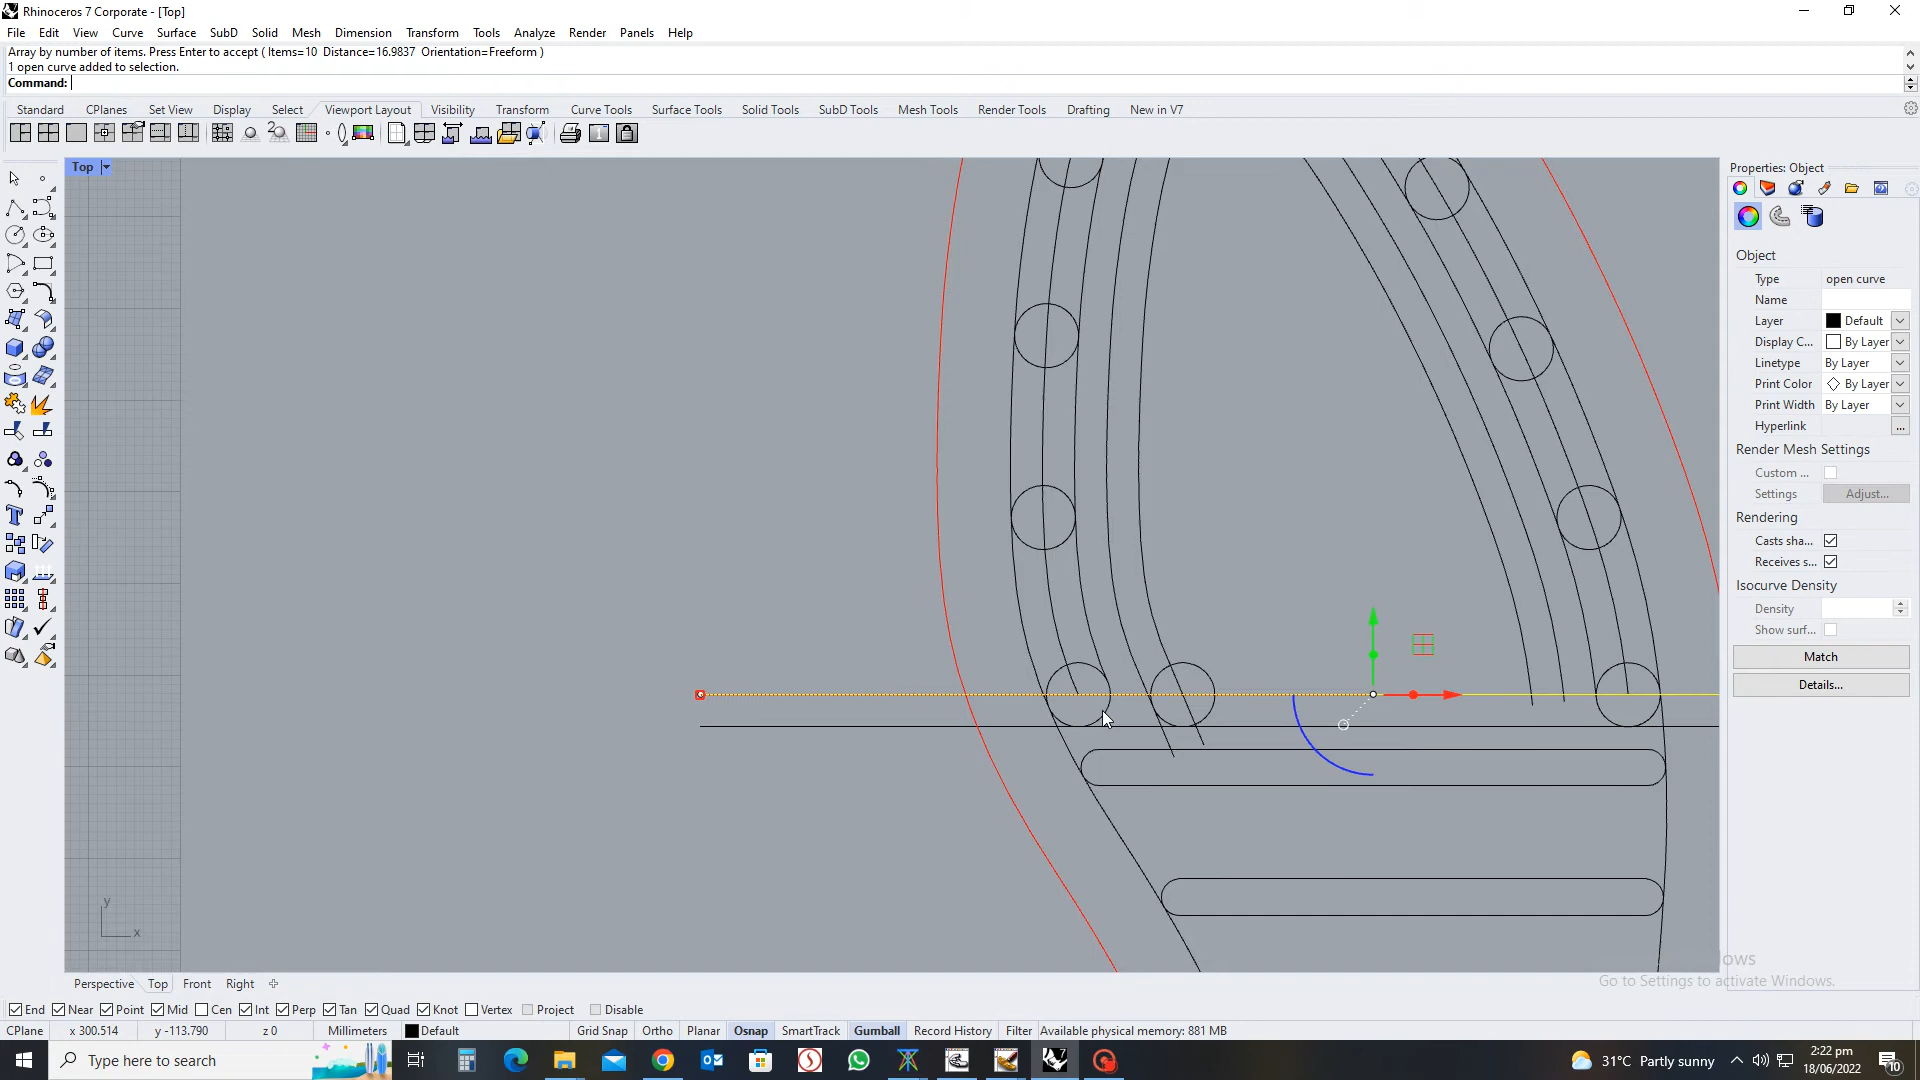 Rhinoceros 7 Corporate - [Top]
File Edit View Curve Surface SubD Solid Mesh Dimension Transform Tools Analyze Render Panels Help
Array by number of items. Press Enter to accept ( Items=10 Distance=16.9837 Orientation=Freeform )
1 open curve added to selection.
Command:
Standard CPlanes Set View Display Select Viewport Layout Visibility Transform Curve Tools Surface Tools Solid Tools SubD Tools Mesh Tools Render Tools Drafting New in V7
Top
Properties: Object
Object
Type open curve
Name
Layer Default
Display C... By Layer
Linetype By Layer
Print Color By Layer
Print Width By Layer
Hyperlink ...
Render Mesh Settings
Custom ...
Settings Adjust...
Rendering
Casts sha...
Receives s...
Isocurve Density
Density
Show surf...
Match
Details...
y
x
Go to Settings to activate Windows.
Perspective Top Front Right
End Near Point Mid Cen Int Perp Tan Quad Knot Vertex Project Disable
CPlane x 300.514 y -113.790 z 0 Millimeters Default Grid Snap Ortho Planar Osnap SmartTrack Gumball Record History Filter Available physical memory: 881 MB
Type here to search
31°C Partly sunny
2:22 pm
18/06/2022
10